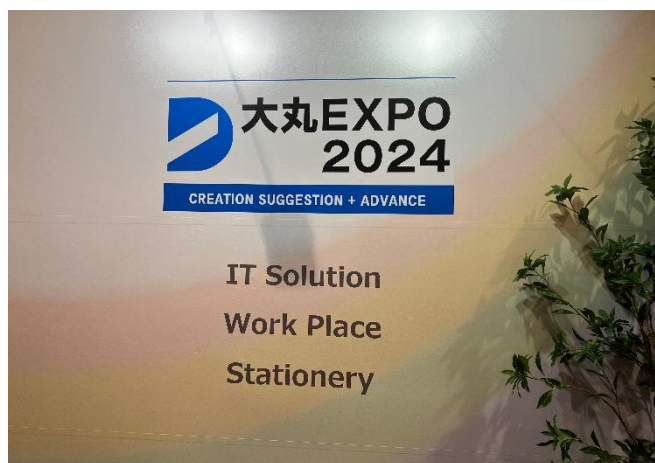 大丸EXPO
2024
CREATION SUGGESTION + ADVANCE
IT Solution
Work Place
Stationery